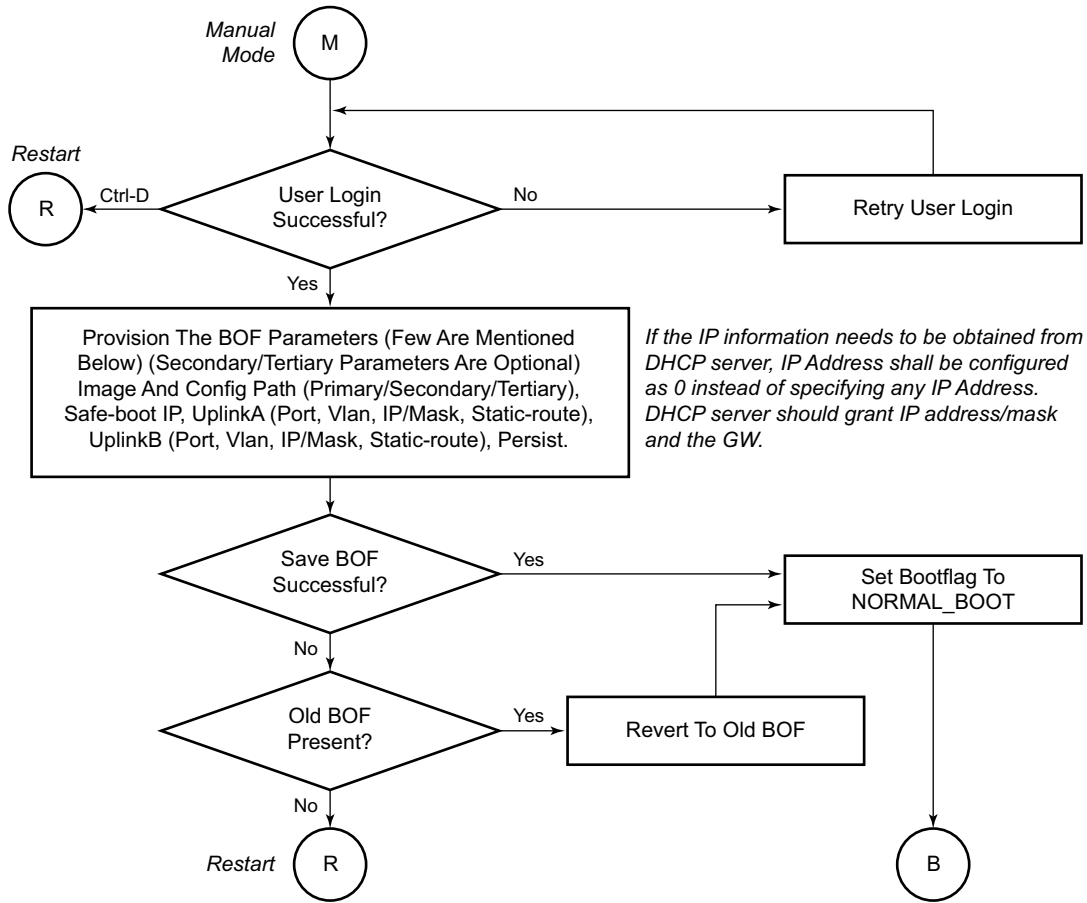 Manual
Mode
M
Restart
R
Ctrl-D
User Login
Successful?
No
Retry User Login
Yes
Provision The BOF Parameters (Few Are Mentioned
Below) (Secondary/Tertiary Parameters Are Optional)
Image And Config Path (Primary/Secondary/Tertiary),
Safe-boot IP, UplinkA (Port, Vlan, IP/Mask, Static-route),
UplinkB (Port, Vlan, IP/Mask, Static-route), Persist.
If the IP information needs to be obtained from
DHCP server, IP Address shall be configured
as 0 instead of specifying any IP Address.
DHCP server should grant IP address/mask
and the GW.
Save BOF
Successful?
Yes
Set Bootflag To
NORMAL_BOOT
No
Old BOF
Present?
Yes
Revert To Old BOF
No
Restart
R
B